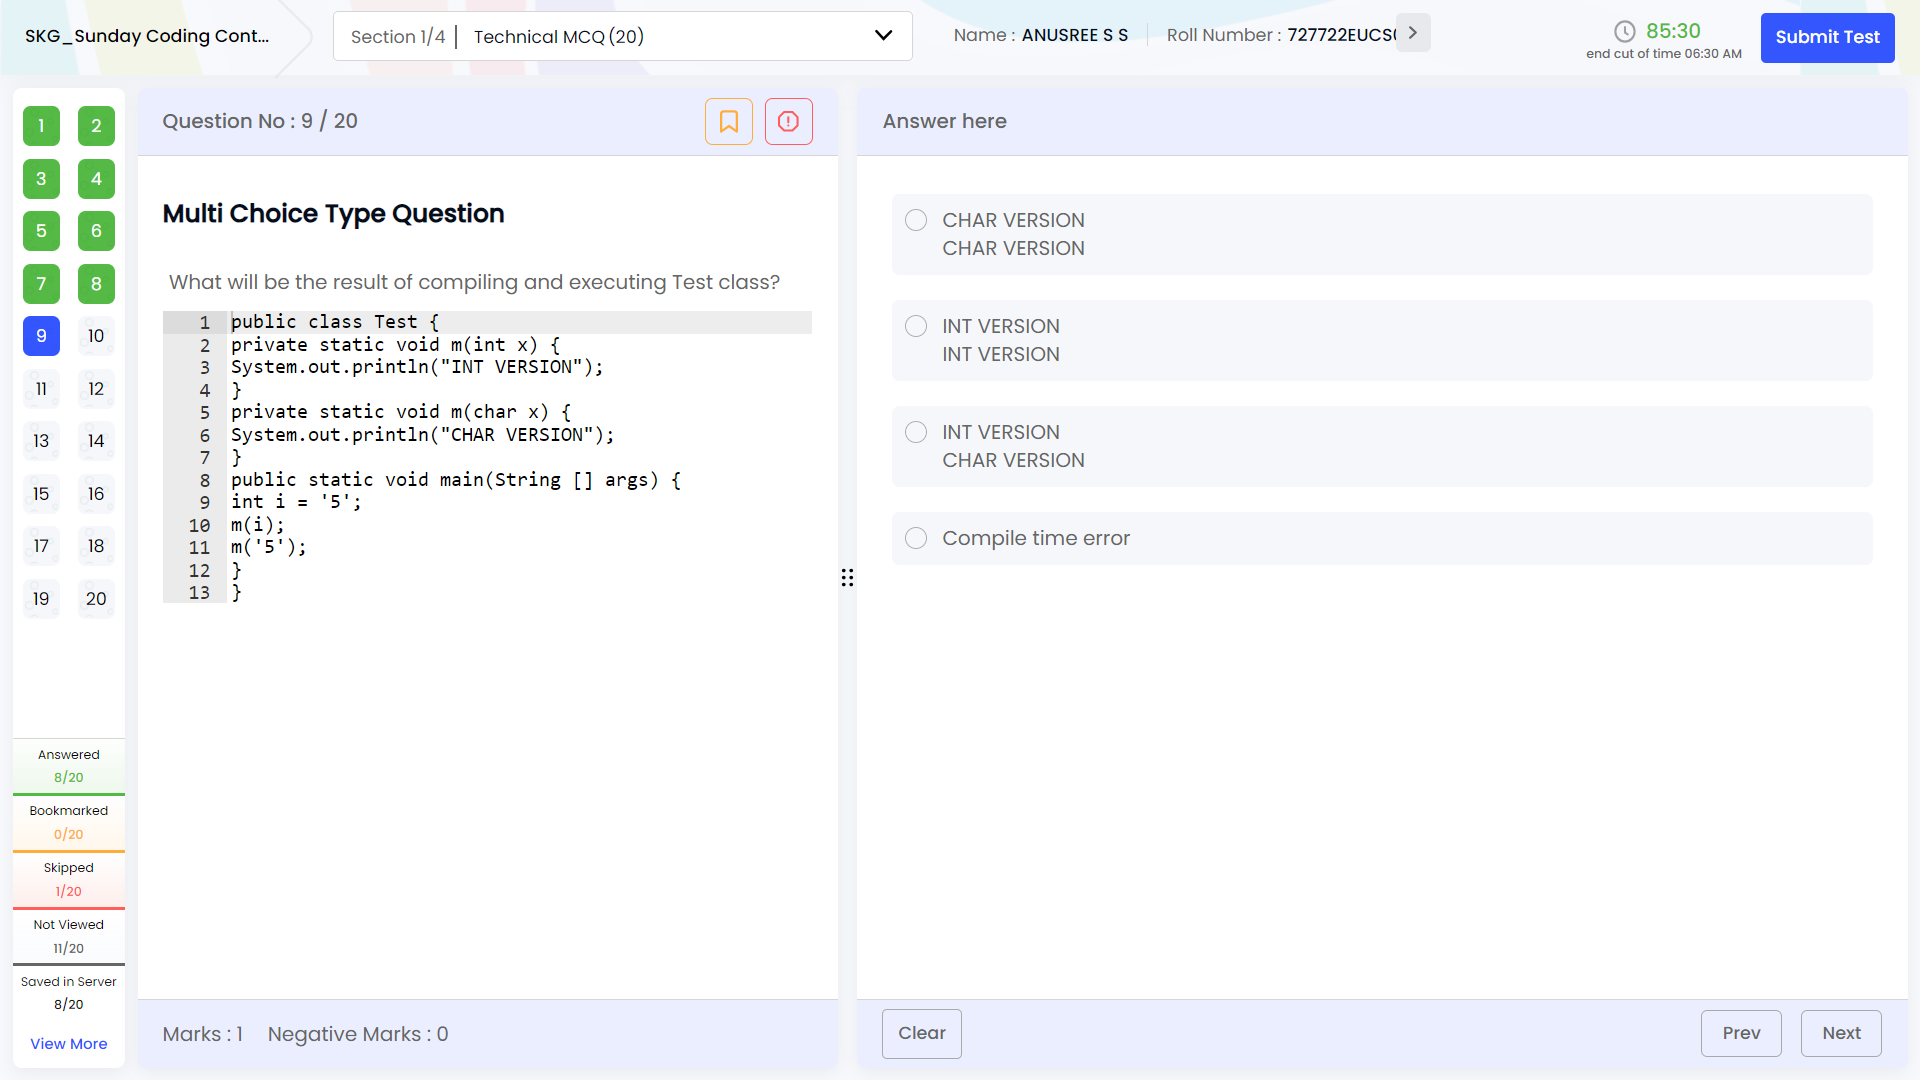 SKG_Sunday Coding Cont...
Section 1/4 | Technical MCQ (20)
Name : ANUSREE S S
Roll Number : 727722EUCS
85:30
end cut of time 06:30 AM
Submit Test
1 2
3 4
5 6
7 8
9 10
11 12
13 14
15 16
17 18
19 20
Answered
8/20
Bookmarked
0/20
Skipped
1/20
Not Viewed
11/20
Saved in Server
8/20
View More
Question No : 9 / 20
Multi Choice Type Question
What will be the result of compiling and executing Test class?
1 public class Test {
2 private static void m(int x) {
3 System.out.println("INT VERSION");
4 }
5 private static void m(char x) {
6 System.out.println("CHAR VERSION");
7 }
8 public static void main(String [] args) {
9 int i = '5';
10 m(i);
11 m('5');
12 }
13 }
Marks : 1 Negative Marks : 0
Answer here
CHAR VERSION
CHAR VERSION
INT VERSION
INT VERSION
INT VERSION
CHAR VERSION
Compile time error
Clear
Prev
Next